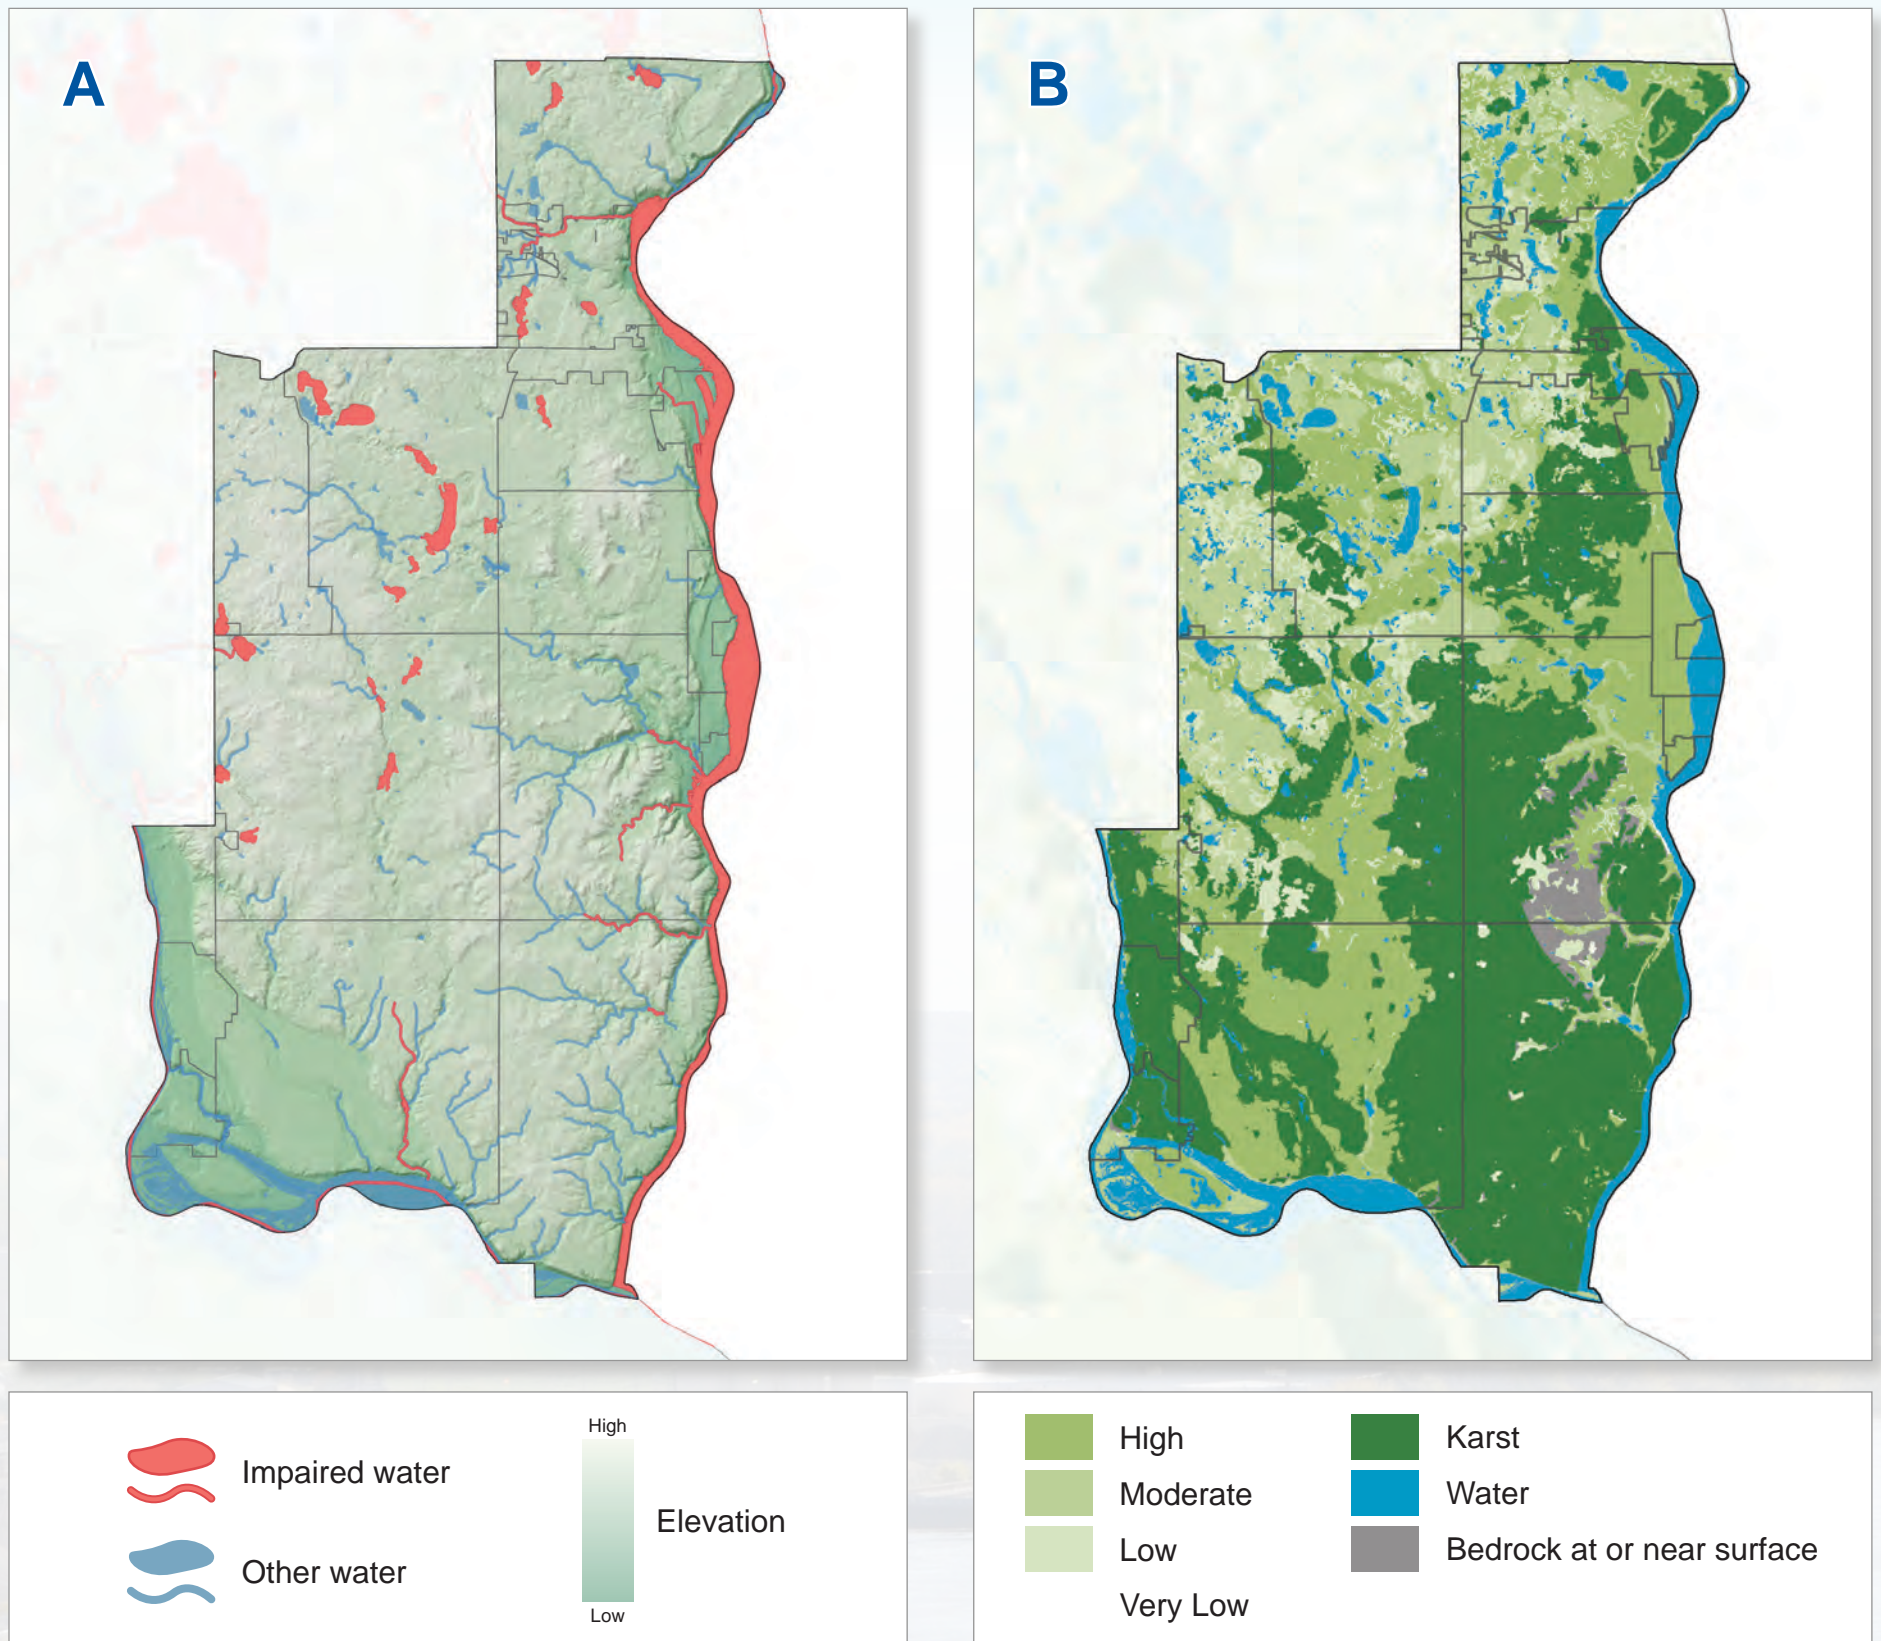 A
B
Impaired water
Other water
High
Elevation
Low
High
Moderate
Low
Very Low
Karst
Water
Bedrock at or near surface